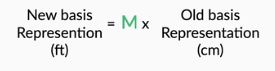 New basis
Represention
(ft)
= M x
Old basis
Representation
(cm)